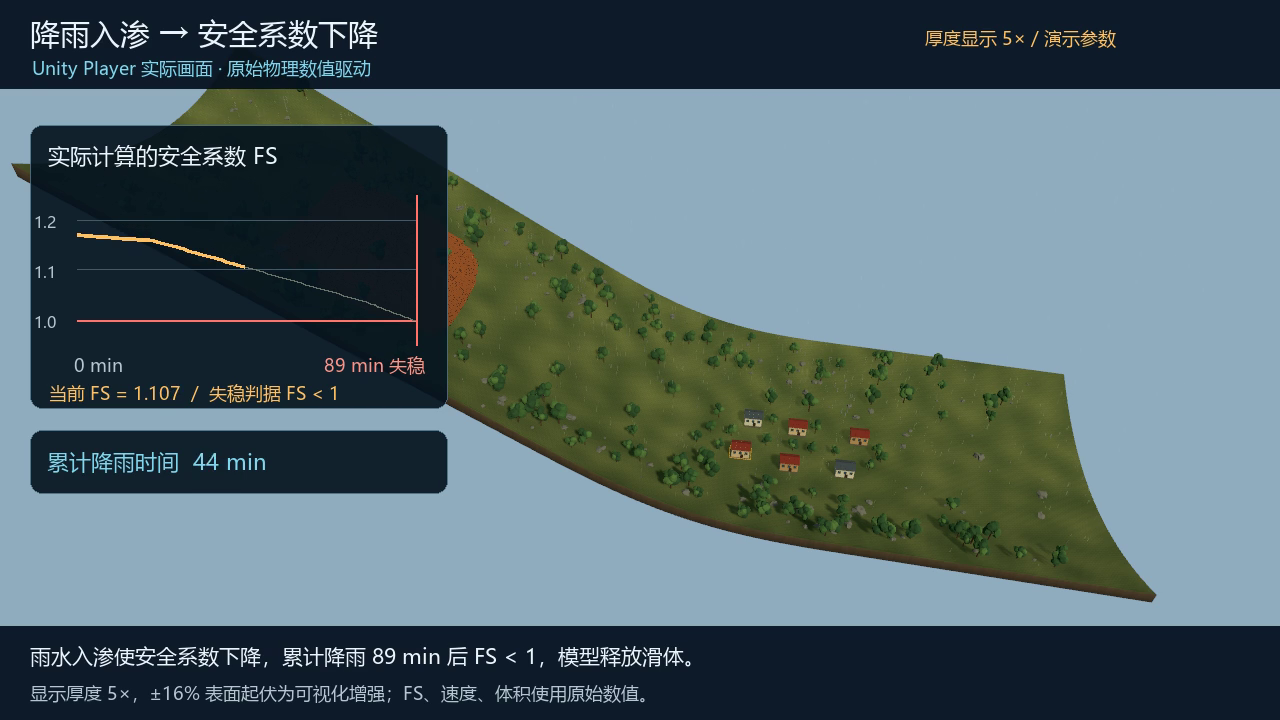 降雨入渗 → 安全系数下降
Unity Player 实际画面 · 原始物理数值驱动
厚度显示 5× / 演示参数
实际计算的安全系数 FS
1.2
1.1
1.0
0 min
89 min 失稳
当前 FS = 1.107 / 失稳判据 FS < 1
累计降雨时间 44 min
雨水入渗使安全系数下降，累计降雨 89 min 后 FS < 1，模型释放滑体。
显示厚度 5×，±16% 表面起伏为可视化增强；FS、速度、体积使用原始数值。